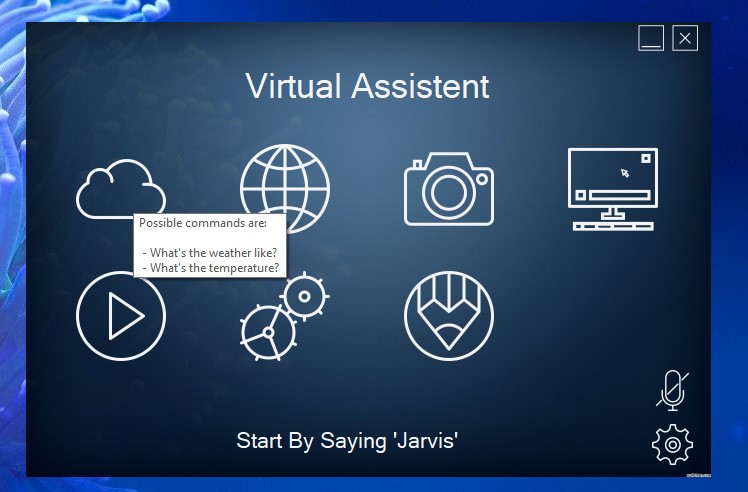 Virtual Assistent
Possible commands are:
- What's the weather like?
- What's the temperature?
Start By Saying 'Jarvis'